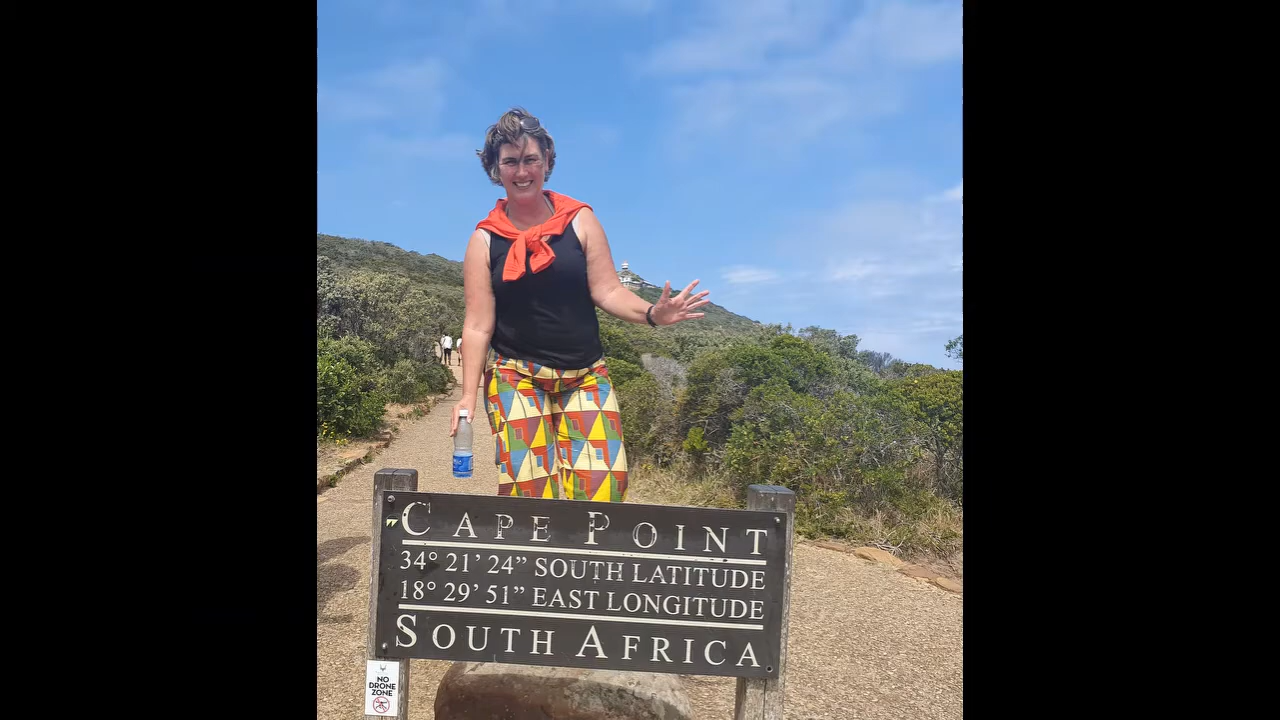 CAPE POINT
34° 21' 24" SOUTH LATITUDE
18° 29' 51" EAST LONGITUDE
SOUTH AFRICA
NO
DRONE
ZONE